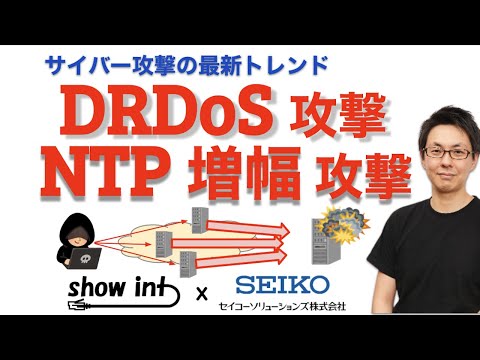 サイバー攻撃の最新トレンド
DRDoS 攻撃
NTP 増幅 攻撃
show int x SEIKO
セイコーソリューションズ株式会社